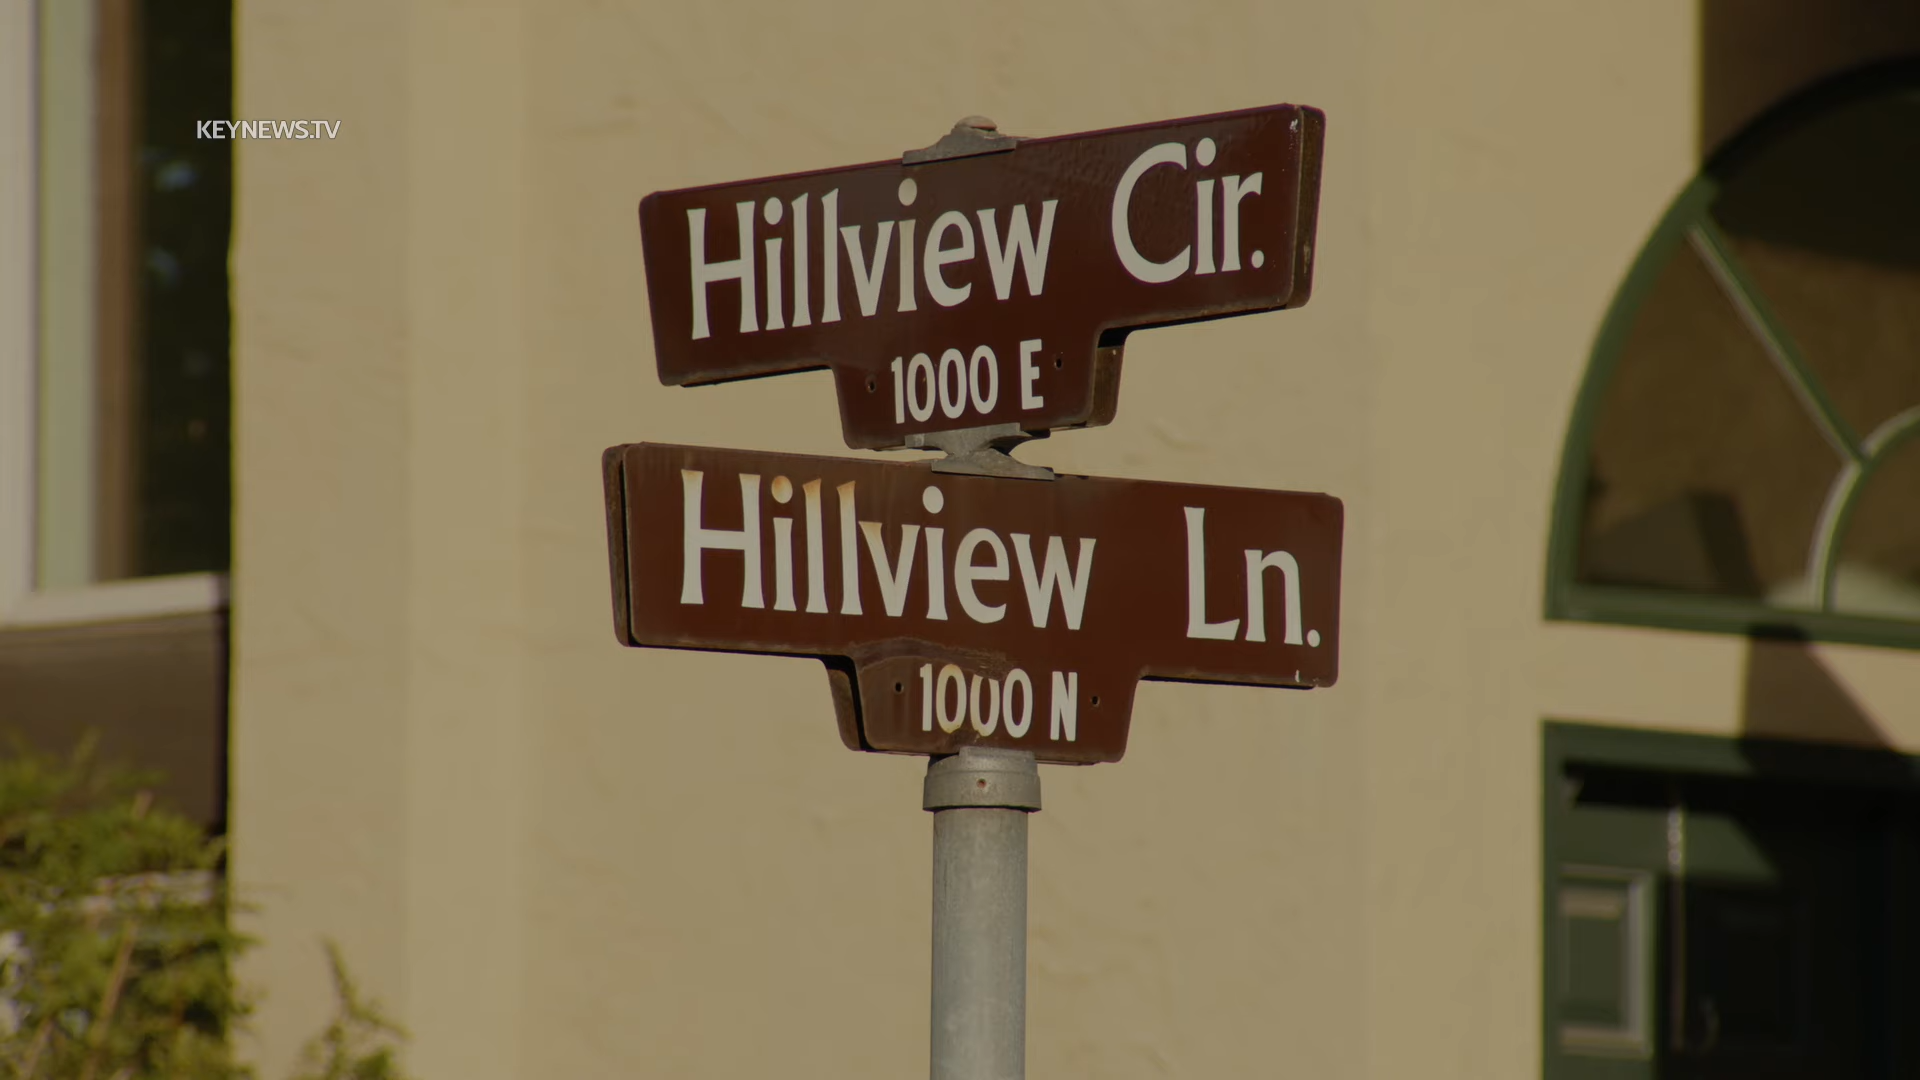 KEYNEWS.TV
Hillview Cir.
1000 E
Hillview Ln.
1000 N